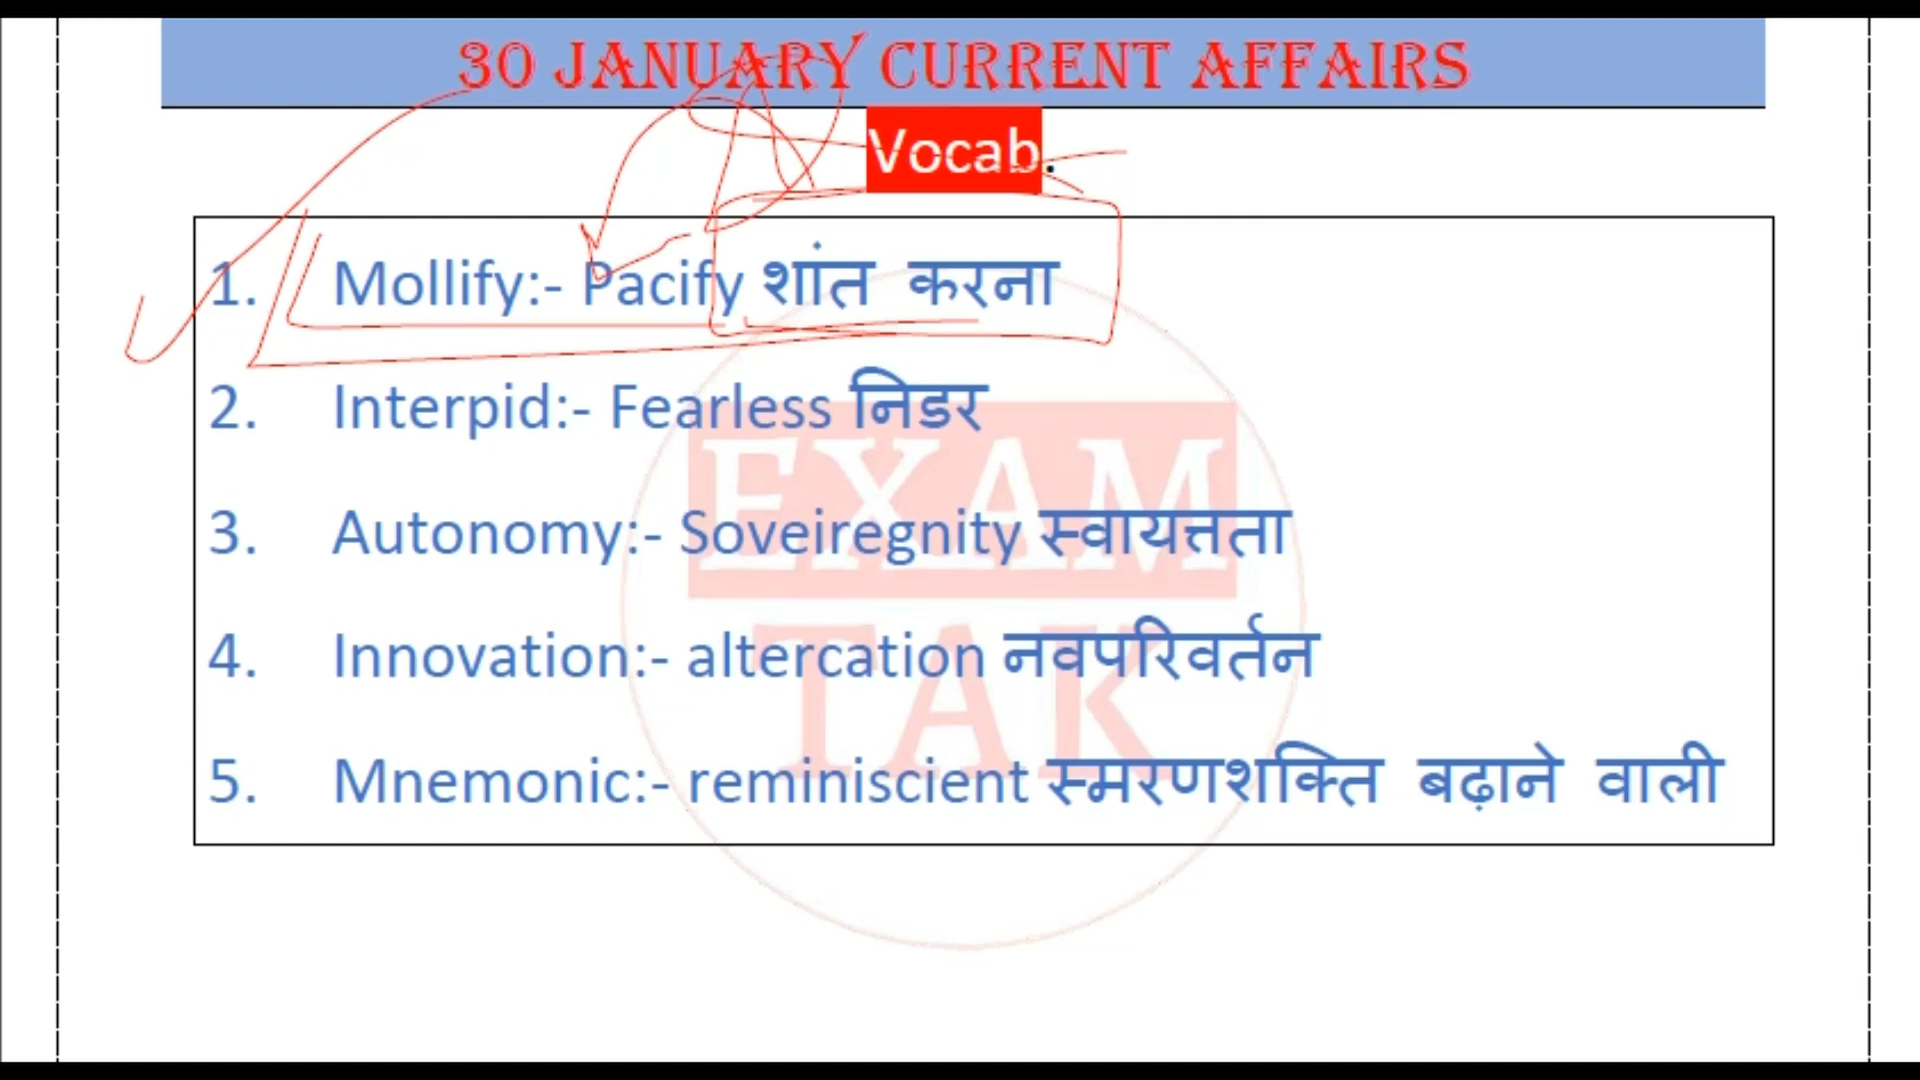 30 JANUARY CURRENT AFFAIRS
Vocab.
1. Mollify:- Pacify शांत करना
2. Interpid:- Fearless निडर
3. Autonomy:- Soveiregnity स्वायत्तता
4. Innovation:- altercation नवपरिवर्तन
5. Mnemonic:- reminiscient स्मरणशक्ति बढ़ाने वाली
EXAM
TAK